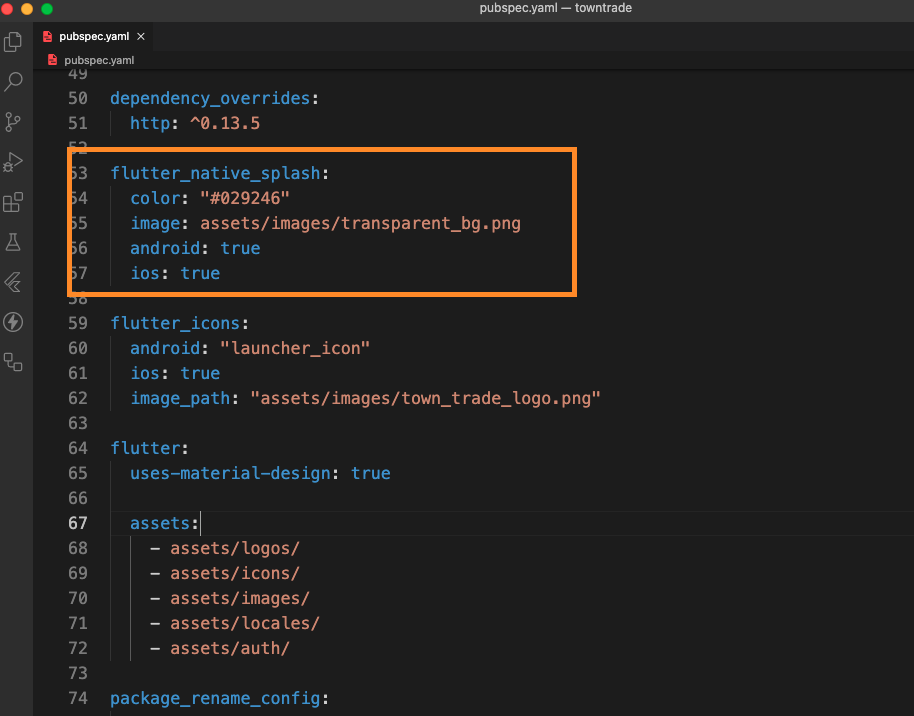 pubspec.yaml — towntrade
pubspec.yaml ×
pubspec.yaml
49
50 dependency_overrides:
51   http: ^0.13.5
52
53 flutter_native_splash:
54   color: "#029246"
55   image: assets/images/transparent_bg.png
56   android: true
57   ios: true
58
59 flutter_icons:
60   android: "launcher_icon"
61   ios: true
62   image_path: "assets/images/town_trade_logo.png"
63
64 flutter:
65   uses-material-design: true
66
67   assets:
68     - assets/logos/
69     - assets/icons/
70     - assets/images/
71     - assets/locales/
72     - assets/auth/
73
74 package_rename_config: